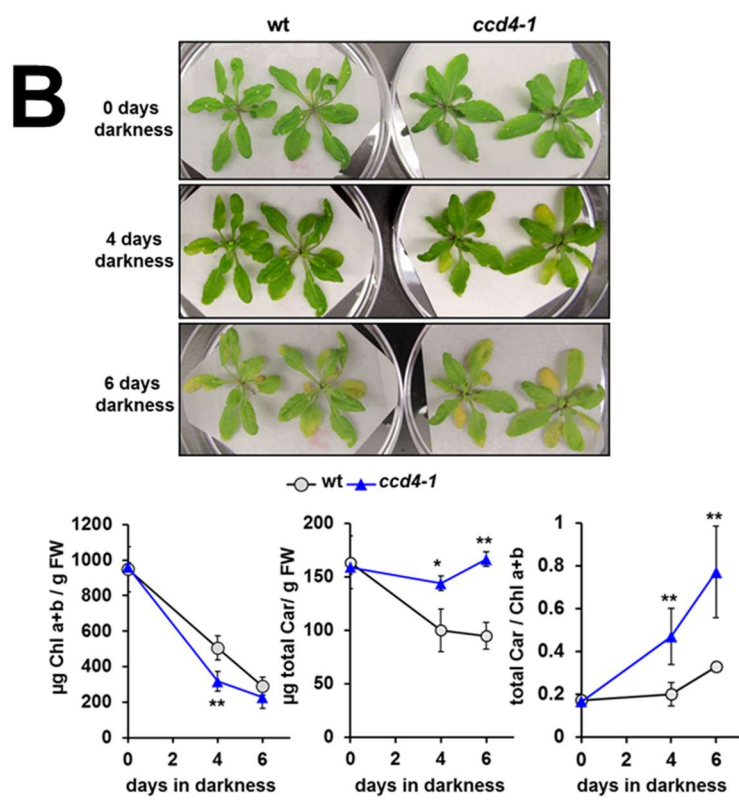 B
wt ccd4-1
0 days
darkness
4 days
darkness
6 days
darkness
wt ccd4-1
µg Chl a+b / g FW
1200
1000
800
600
400
200
0
**
0 4 6
days in darkness
µg total Car/ g FW
200
150
100
50
0
*
**
0 4 6
days in darkness
total Car / Chl a+b
1
0.8
0.6
0.4
0.2
0
**
**
0 4 6
days in darkness